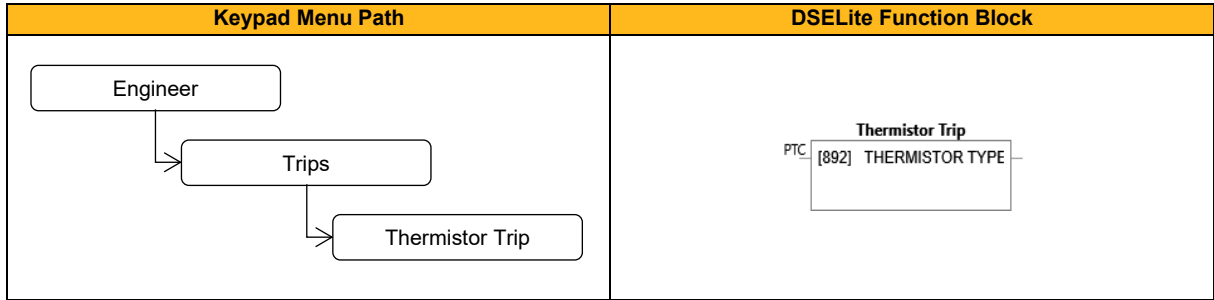 Keypad Menu Path
DSELite Function Block
Engineer
Trips
Thermistor Trip
Thermistor Trip
PTC
[892] THERMISTOR TYPE